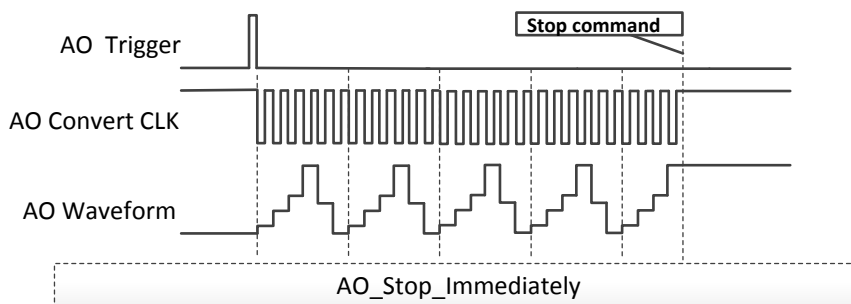 Stop command
AO Trigger
AO Convert CLK
AO Waveform
AO_Stop_Immediately